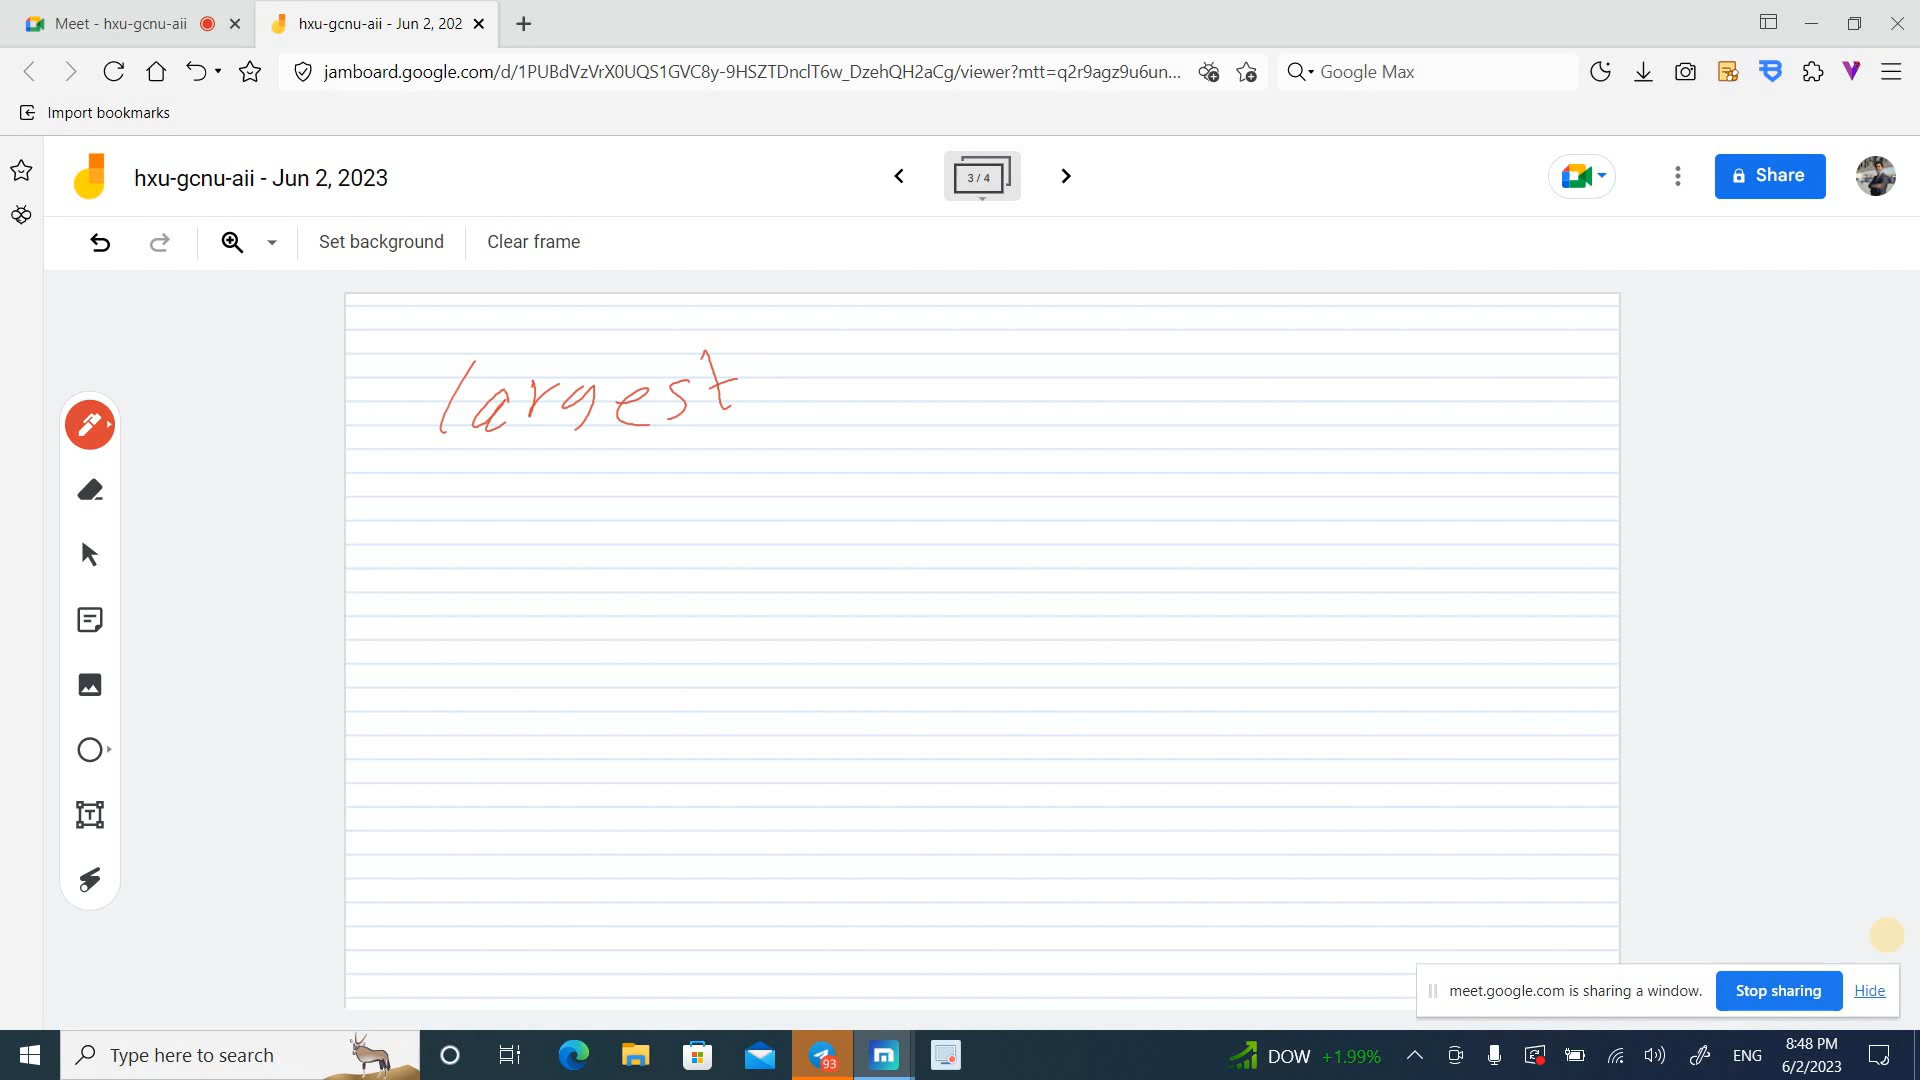 Meet - hxu-gcnu-aii
hxu-gcnu-aii - Jun 2, 202
jamboard.google.com/d/1PUBdVzVrX0UQS1GVC8y-9HSZTDnclT6w_DzehQH2aCg/viewer?mtt=q2r9agz9u6un...
Google Max
Import bookmarks
hxu-gcnu-aii - Jun 2, 2023
3 / 4
Share
Set background
Clear frame
largest
meet.google.com is sharing a window.
Stop sharing
Hide
Type here to search
93
DOW +1.99%
ENG
8:48 PM
6/2/2023